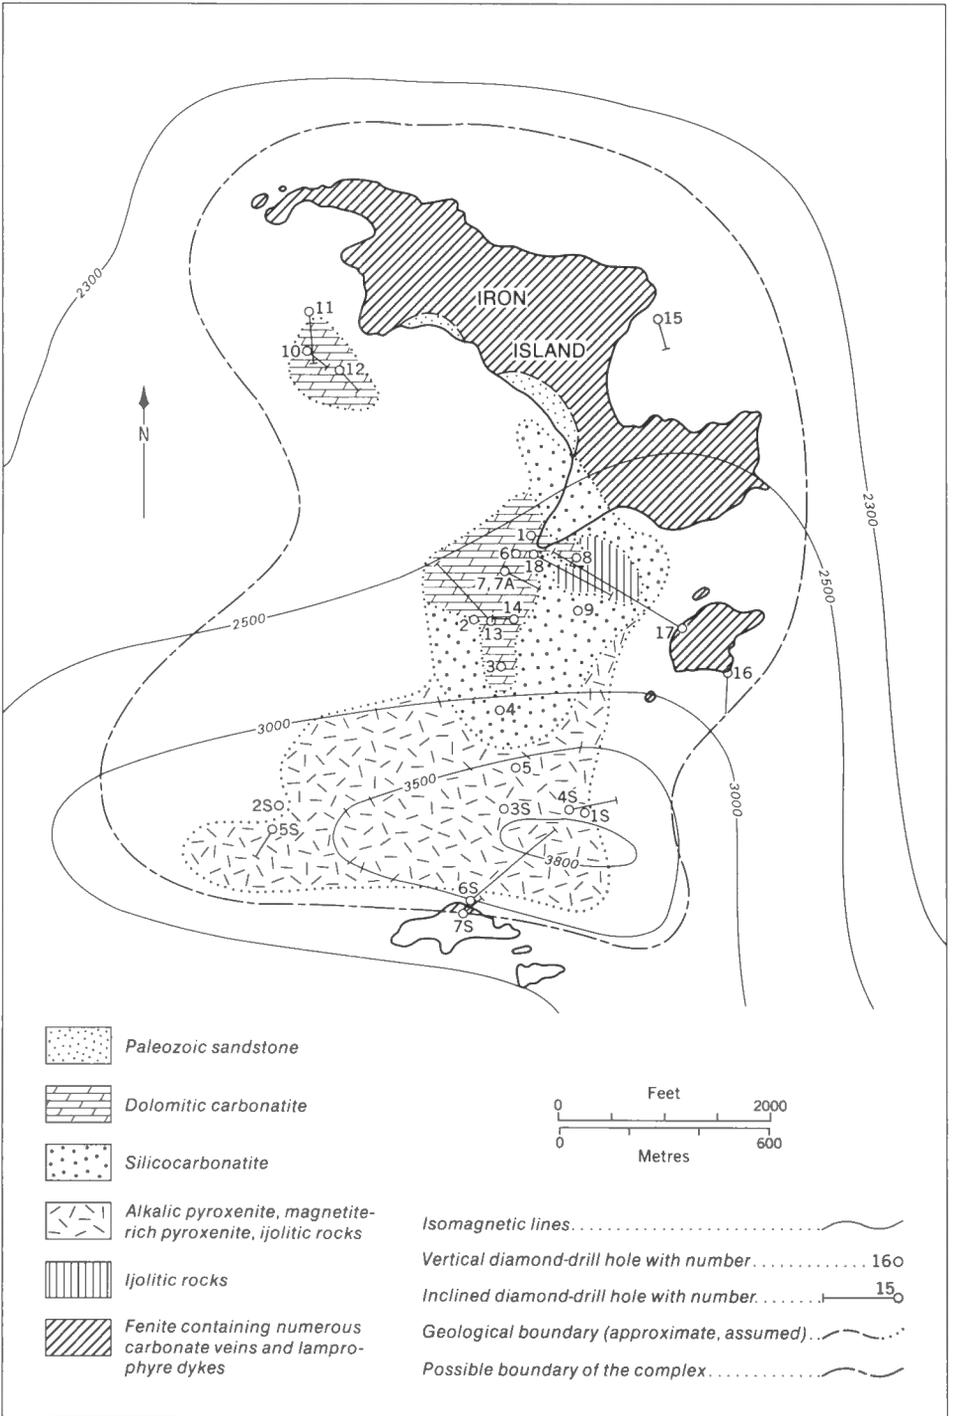 2300
IRON
ISLAND
11
10
12
15
N
2300
1
6
18
8
7, 7A
2500
2500
14
9
2
13
17
3
16
4
3000
3000
5
3500
2S
5S
3S
4S
1S
3800
6S
7S
Paleozoic sandstone
Dolomitic carbonatite
Silicocarbonatite
Alkalic pyroxenite, magnetite-
rich pyroxenite, ijolitic rocks
Ijolitic rocks
Fenite containing numerous
carbonate veins and lampro-
phyre dykes
Feet
0 2000
0 600
Metres
Isomagnetic lines
Vertical diamond-drill hole with number 16
Inclined diamond-drill hole with number 15
Geological boundary (approximate, assumed)
Possible boundary of the complex